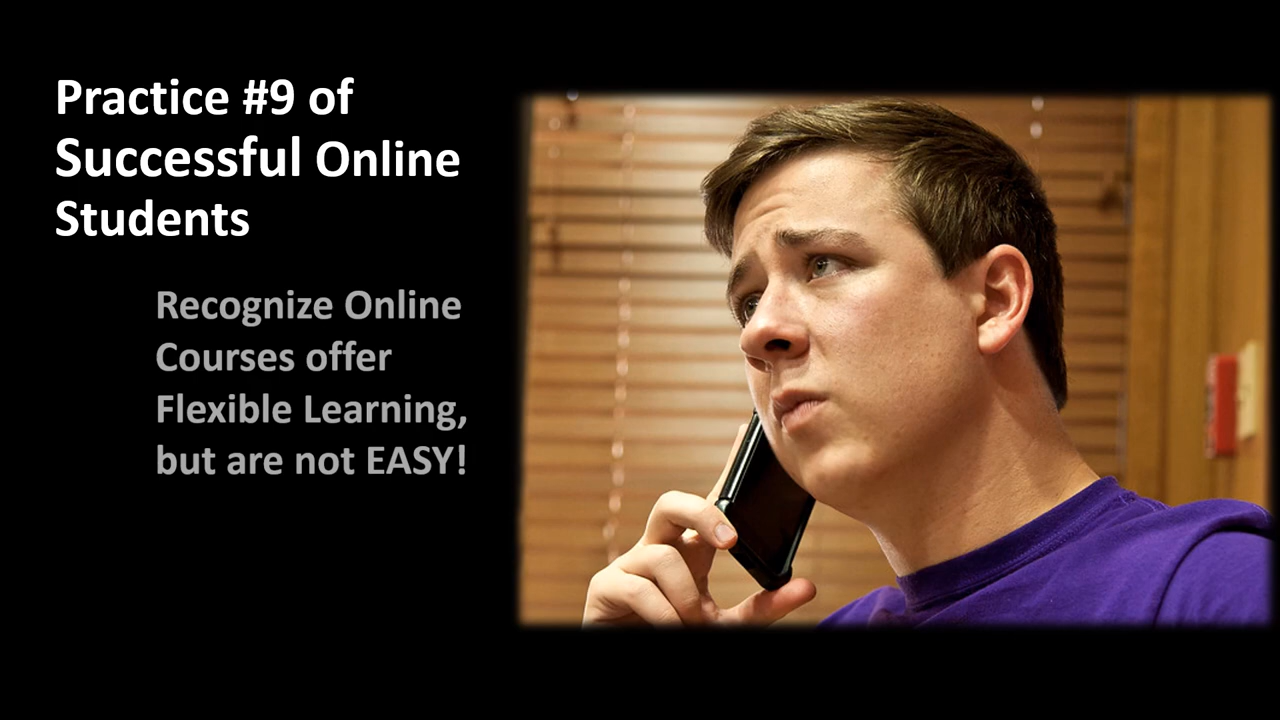 Practice #9 of
Successful Online
Students
Recognize Online
Courses offer
Flexible Learning,
but are not EASY!